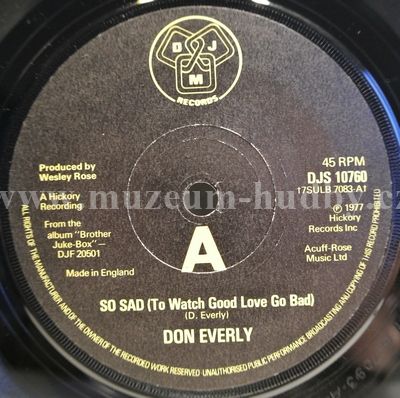 D J M
RECORDS
Produced by
Wesley Rose
A Hickory
Recording
From the
album "Brother
Juke-Box"—
DJF 20501
Made in England
45 RPM
DJS 10760
†7SULB 7083-A1
℗ 1977
Hickory
Records Inc
Acuff-Rose
Music Ltd
www.muzeum-hudby.cz
A
SO SAD (To Watch Good Love Go Bad)
(D. Everly)
DON EVERLY
ALL RIGHTS OF THE MANUFACTURER AND OF THE OWNER OF THE RECORDED WORK RESERVED UNAUTHORISED PUBLIC PERFORMANCE BROADCASTING AND COPYING OF THIS RECORD PROHIBITED